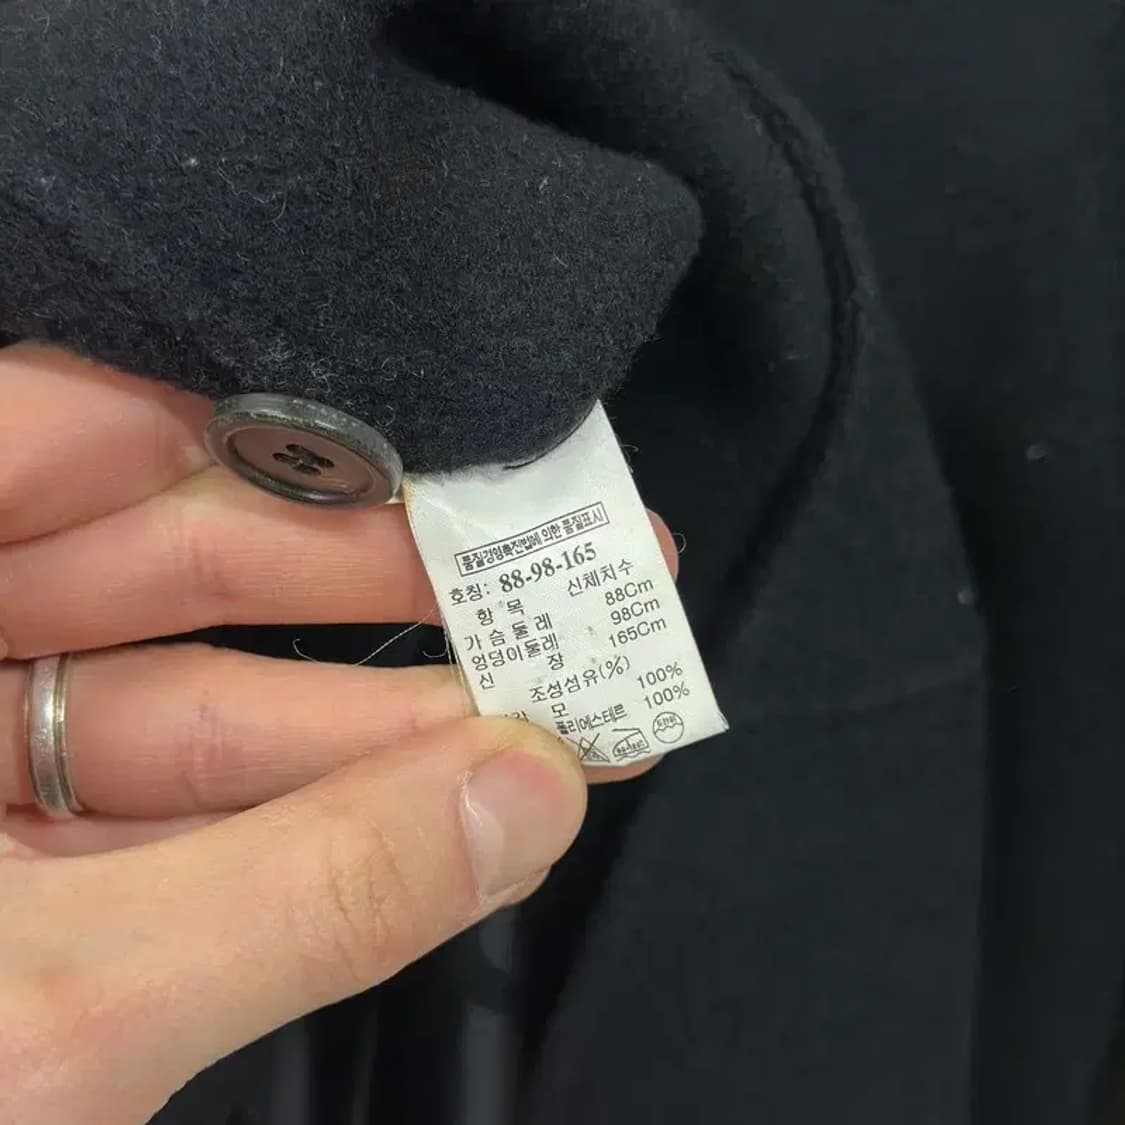 품질경영촉진법에 의한 품질표시
호칭: 88-98-165
항 목 신체치수
가 슴 둘 레 88Cm
엉덩이둘레 98Cm
신 장 165Cm
조성섬유(%)
모 100%
폴리에스테르 100%